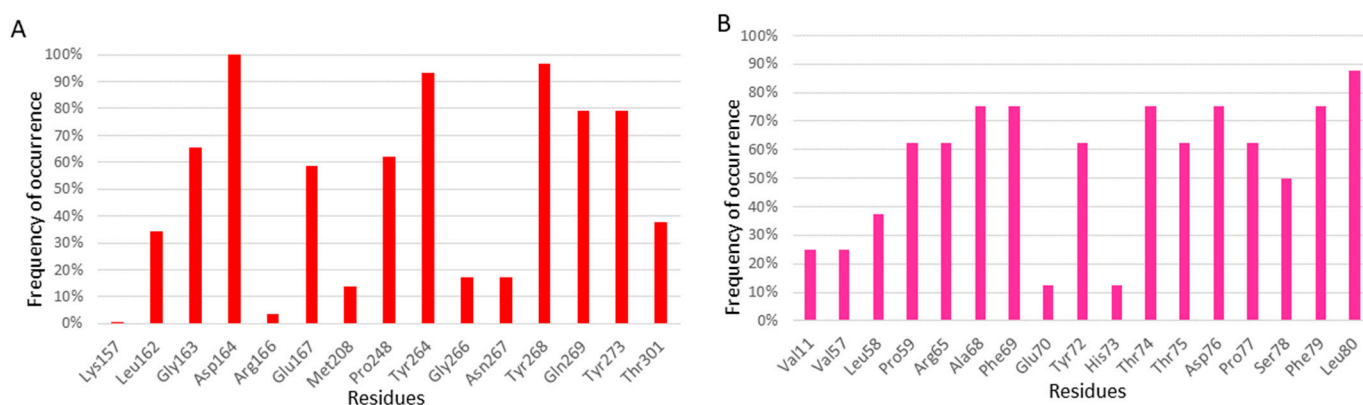 A
Frequency of occurrence
100%
90%
80%
70%
60%
50%
40%
30%
20%
10%
0%
Lys157
Leu162
Gly163
Asp164
Arg166
Glu167
Met208
Pro248
Tyr264
Gly266
Asn267
Tyr268
Gln269
Tyr273
Thr301
Residues
B
Frequency of occurrence
100%
90%
80%
70%
60%
50%
40%
30%
20%
10%
0%
Val11
Val57
Leu58
Pro59
Arg65
Ala68
Phe69
Glu70
Tyr72
His73
Thr74
Thr75
Asp76
Pro77
Ser78
Phe79
Leu80
Residues